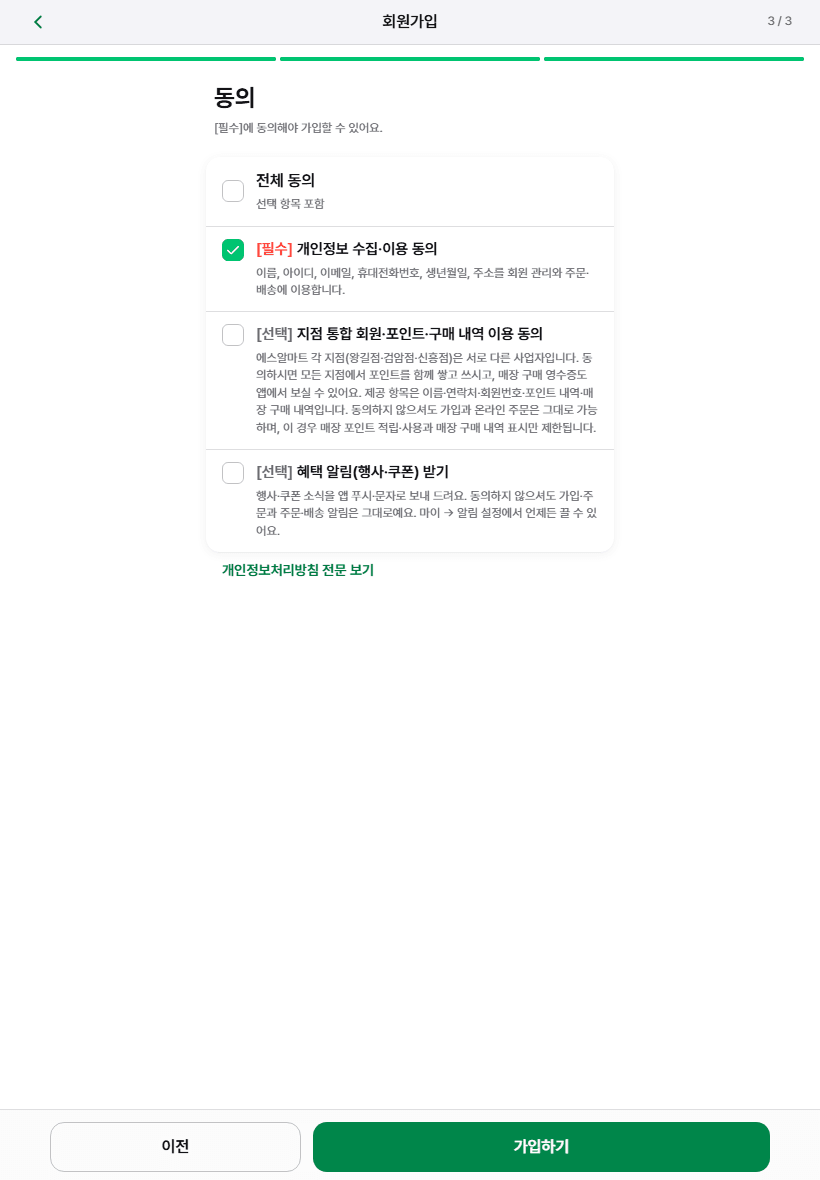 회원가입
3 / 3
동의
[필수]에 동의해야 가입할 수 있어요.
전체 동의
선택 항목 포함
[필수] 개인정보 수집·이용 동의
이름, 아이디, 이메일, 휴대전화번호, 생년월일, 주소를 회원 관리와 주문·
배송에 이용합니다.
[선택] 지점 통합 회원·포인트·구매 내역 이용 동의
에스알마트 각 지점(왕길점·검암점·신흥점)은 서로 다른 사업자입니다. 동
의하시면 모든 지점에서 포인트를 함께 쌓고 쓰시고, 매장 구매 영수증도
앱에서 보실 수 있어요. 제공 항목은 이름·연락처·회원번호·포인트 내역·매
장 구매 내역입니다. 동의하지 않으셔도 가입과 온라인 주문은 그대로 가능
하며, 이 경우 매장 포인트 적립·사용과 매장 구매 내역 표시만 제한됩니다.
[선택] 혜택 알림(행사·쿠폰) 받기
행사·쿠폰 소식을 앱 푸시·문자로 보내 드려요. 동의하지 않으셔도 가입·주
문과 주문·배송 알림은 그대로예요. 마이 → 알림 설정에서 언제든 끌 수 있
어요.
개인정보처리방침 전문 보기
이전
가입하기